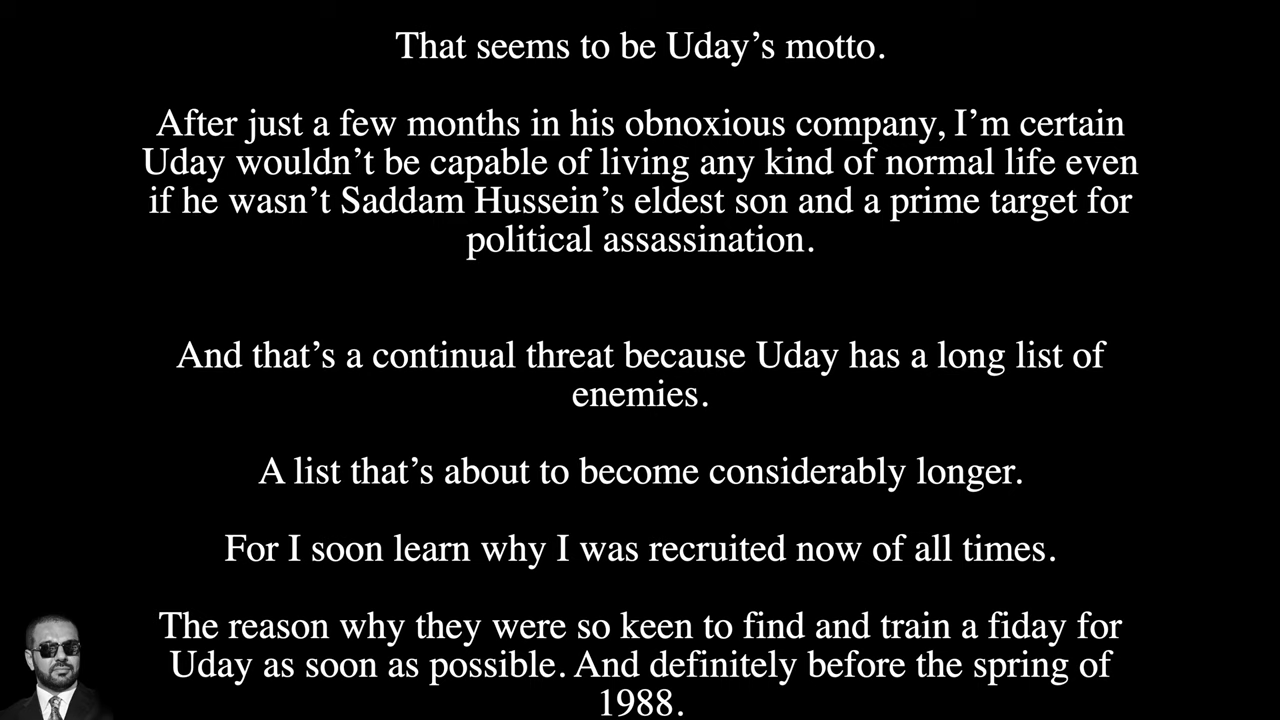 That seems to be Uday’s motto.
After just a few months in his obnoxious company, I’m certain
Uday wouldn’t be capable of living any kind of normal life even
if he wasn’t Saddam Hussein’s eldest son and a prime target for
political assassination.
And that’s a continual threat because Uday has a long list of
enemies.
A list that’s about to become considerably longer.
For I soon learn why I was recruited now of all times.
The reason why they were so keen to find and train a fiday for
Uday as soon as possible. And definitely before the spring of
1988.